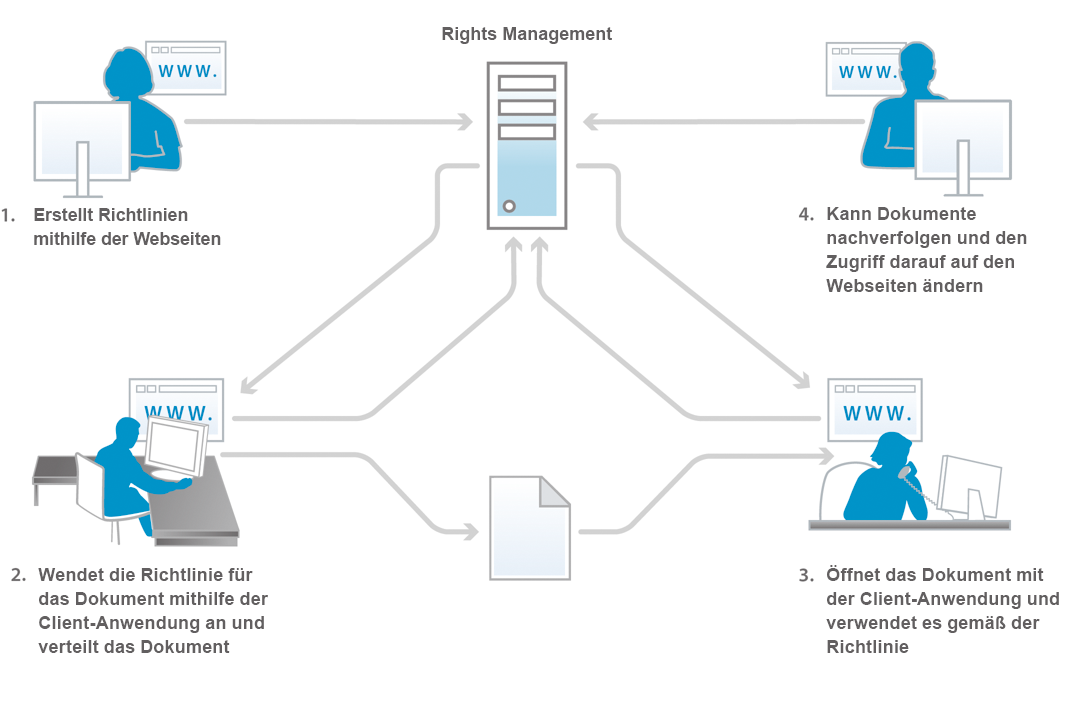 Rights Management
WWW.
WWW.
1. Erstellt Richtlinien
mithilfe der Webseiten
4. Kann Dokumente
nachverfolgen und den
Zugriff darauf auf den
Webseiten ändern
WWW.
WWW.
2. Wendet die Richtlinie für
das Dokument mithilfe der
Client-Anwendung an und
verteilt das Dokument
3. Öffnet das Dokument mit
der Client-Anwendung und
verwendet es gemäß der
Richtlinie